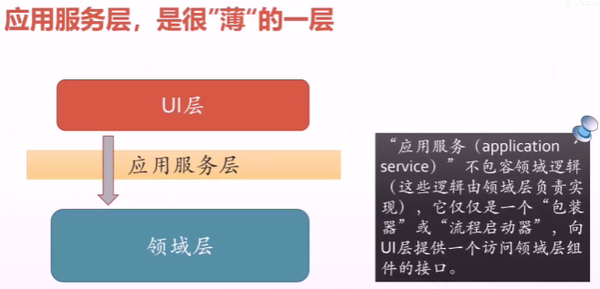 应用服务层，是很”薄“的一层
UI层
应用服务层
领域层
“应用服务（application
service）”不包容领域逻辑
（这些逻辑由领域层负责实
现），它仅仅是一个“包装
器”或“流程启动器”，向
UI层提供一个访问领域层组
件的接口。